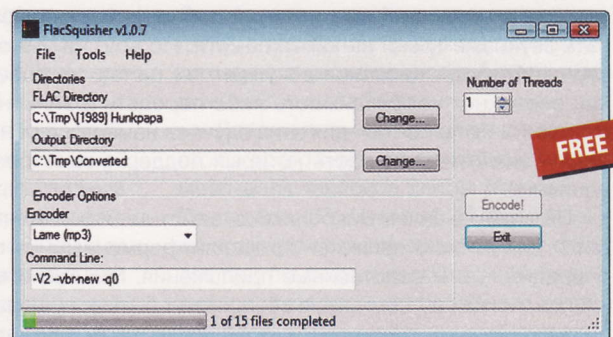 FlacSquisher v1.0.7
File Tools Help
Directories
FLAC Directory
C:\Tmp\[1989] Hunkpapa
Change...
Output Directory
C:\Tmp\Converted
Change...
Number of Threads
1
FREE
Encoder Options
Encoder
Lame (mp3)
Command Line:
-V2 --vbr-new -q0
Encode!
Exit
1 of 15 files completed